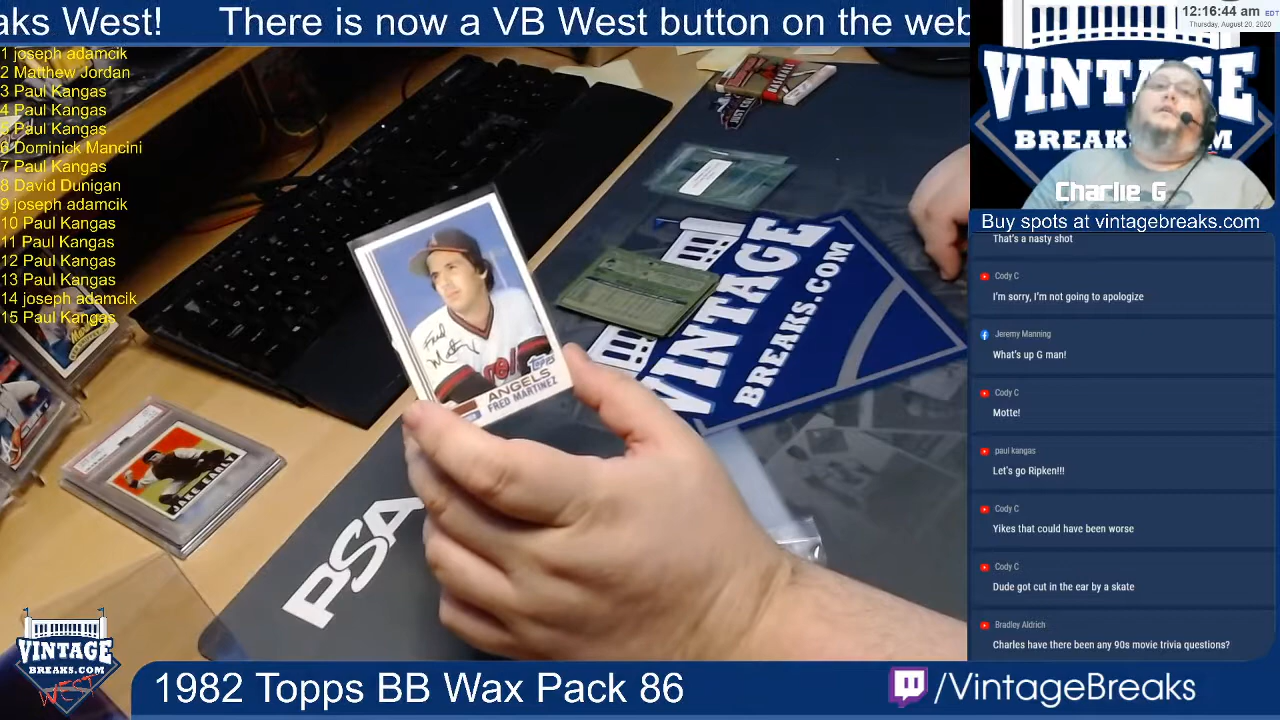 aks West! There is now a VB West button on the web
12:16:44 am EDT
Thursday, August 20, 2020
1 joseph adamcik
2 Matthew Jordan
3 Paul Kangas
4 Paul Kangas
5 Paul Kangas
6 Dominick Mancini
7 Paul Kangas
8 David Dunigan
9 joseph adamcik
10 Paul Kangas
11 Paul Kangas
12 Paul Kangas
13 Paul Kangas
14 joseph adamcik
15 Paul Kangas
BASEBALL
VINTAGE
BREAKS.COM
Fred
Topps
ANGELS
FRED MARTINEZ
JAKE EARLY
PSA
VINTAGE
BREAKS.COM
Charlie G
Buy spots at vintagebreaks.com
That's a nasty shot
Cody C
I'm sorry, I'm not going to apologize
Jeremy Manning
What's up G man!
Cody C
Motte!
paul kangas
Let's go Ripken!!!
Cody C
Yikes that could have been worse
Cody C
Dude got cut in the ear by a skate
Bradley Aldrich
Charles have there been any 90s movie trivia questions?
VINTAGE
BREAKS.COM
WEST
1982 Topps BB Wax Pack 86
/VintageBreaks